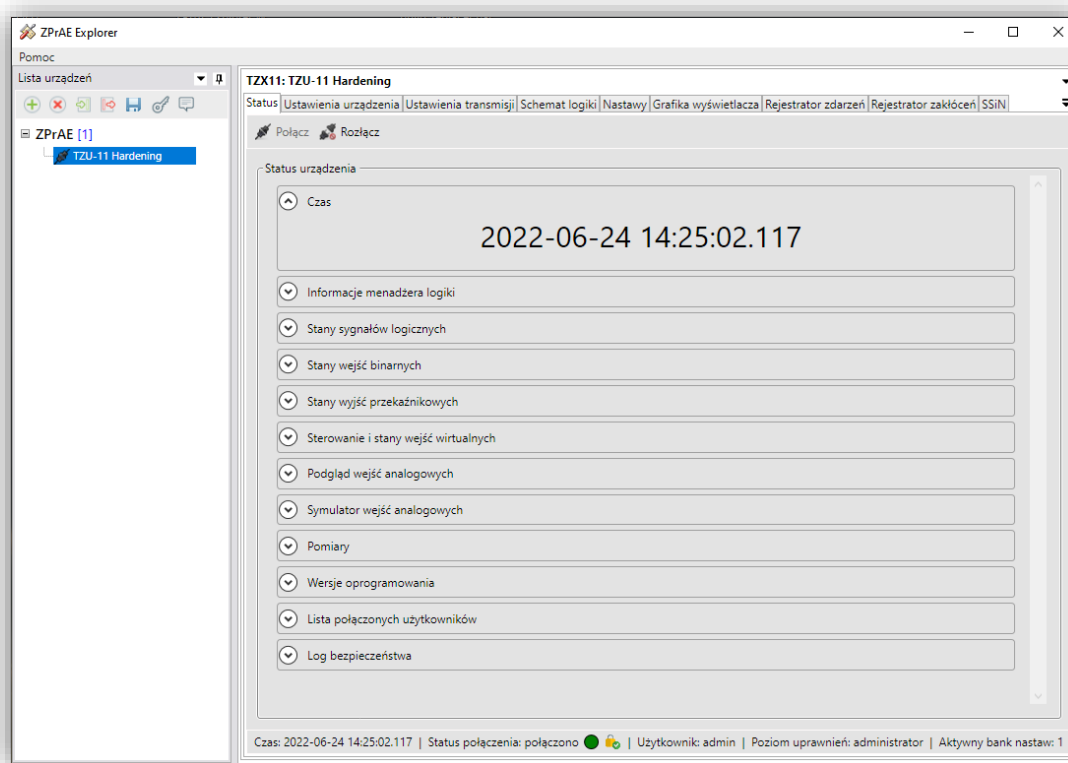 ZPrAE Explorer
Pomoc
Lista urządzeń
ZPrAE [1]
TZU-11 Hardening
TZX11: TZU-11 Hardening
Status Ustawienia urządzenia Ustawienia transmisji Schemat logiki Nastawy Grafika wyświetlacza Rejestrator zdarzeń Rejestrator zakłóceń SSiN
Połącz Rozłącz
Status urządzenia
Czas
2022-06-24 14:25:02.117
Informacje menadżera logiki
Stany sygnałów logicznych
Stany wejść binarnych
Stany wyjść przekaźnikowych
Sterowanie i stany wejść wirtualnych
Podgląd wejść analogowych
Symulator wejść analogowych
Pomiary
Wersje oprogramowania
Lista połączonych użytkowników
Log bezpieczeństwa
Czas: 2022-06-24 14:25:02.117 | Status połączenia: połączono | Użytkownik: admin | Poziom uprawnień: administrator | Aktywny bank nastaw: 1